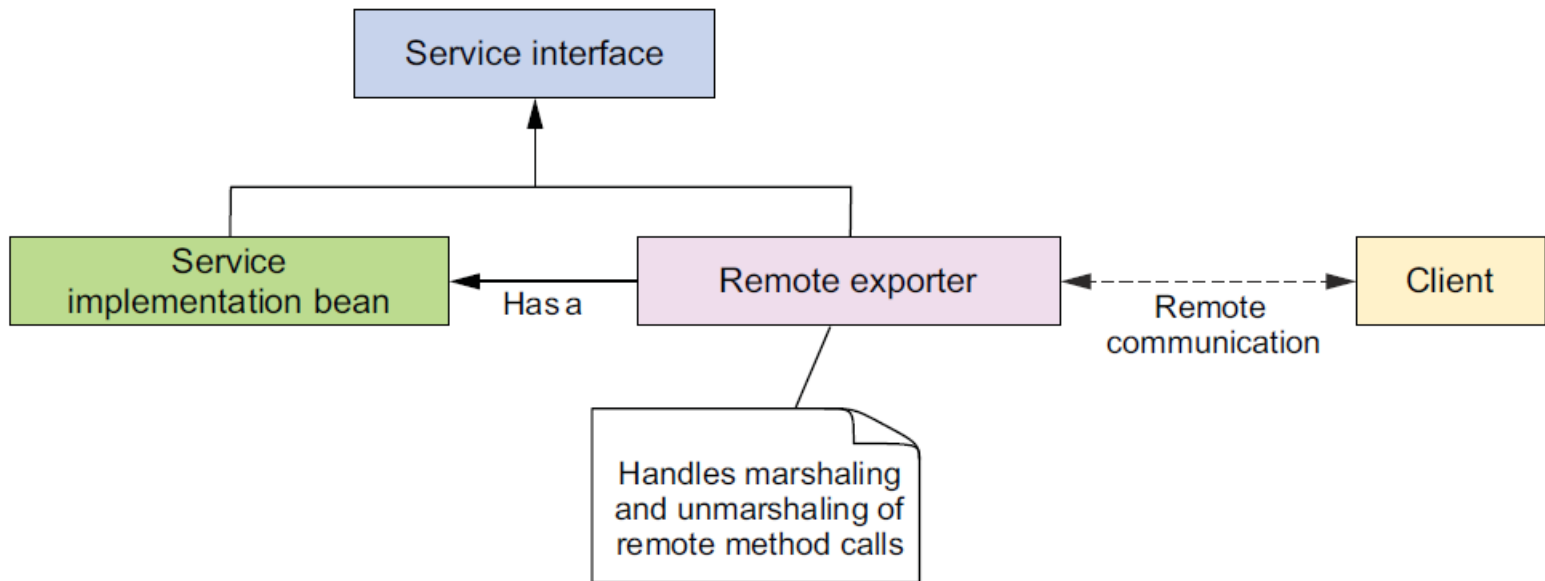 Service interface
Service
implementation bean
Has a
Remote exporter
Remote
communication
Client
Handles marshaling
and unmarshaling of
remote method calls